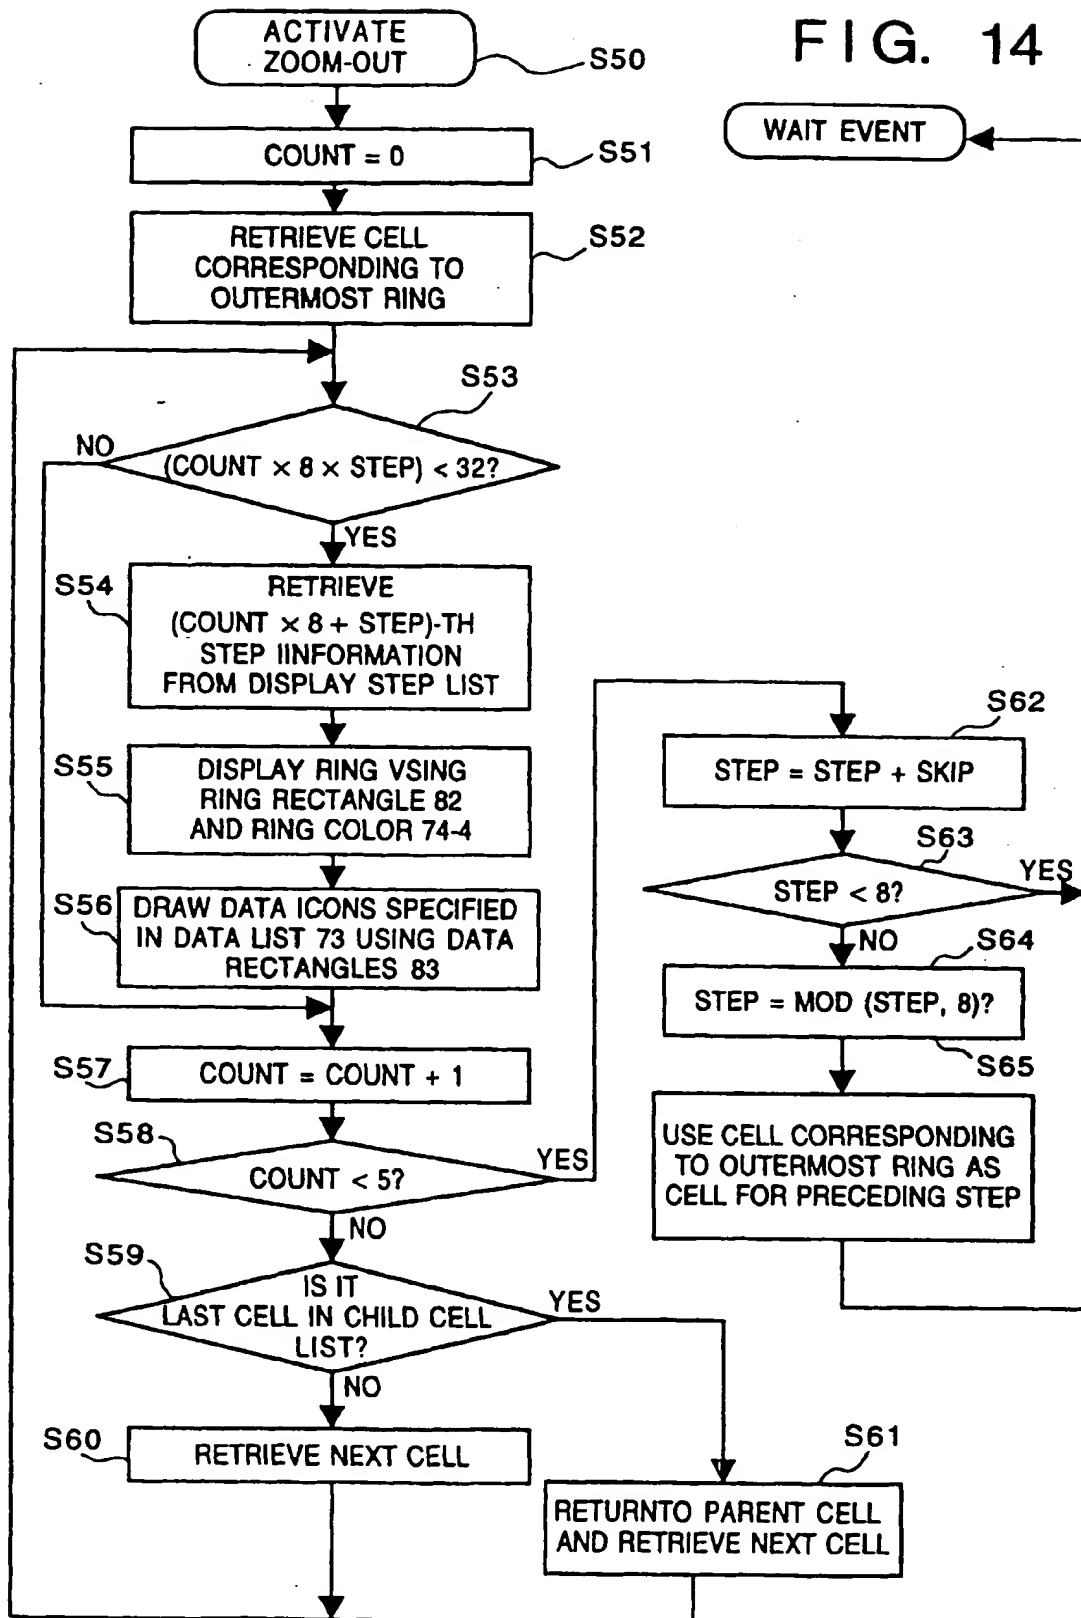 FIG. 14
ACTIVATE
ZOOM-OUT
S50
WAIT EVENT
COUNT = 0
S51
RETRIEVE CELL
CORRESPONDING TO
OUTERMOST RING
S52
S53
(COUNT × 8 × STEP) < 32?
NO
YES
S54
RETRIEVE
(COUNT × 8 + STEP)-TH
STEP IINFORMATION
FROM DISPLAY STEP LIST
S55
DISPLAY RING VSING
RING RECTANGLE 82
AND RING COLOR 74-4
S56
DRAW DATA ICONS SPECIFIED
IN DATA LIST 73 USING DATA
RECTANGLES 83
S57
COUNT = COUNT + 1
S58
COUNT < 5?
YES
NO
S59
IS IT
LAST CELL IN CHILD CELL
LIST?
YES
NO
S60
RETRIEVE NEXT CELL
S61
RETURNTO PARENT CELL
AND RETRIEVE NEXT CELL
S62
STEP = STEP + SKIP
S63
STEP < 8?
YES
NO
S64
STEP = MOD (STEP, 8)?
S65
USE CELL CORRESPONDING
TO OUTERMOST RING AS
CELL FOR PRECEDING STEP